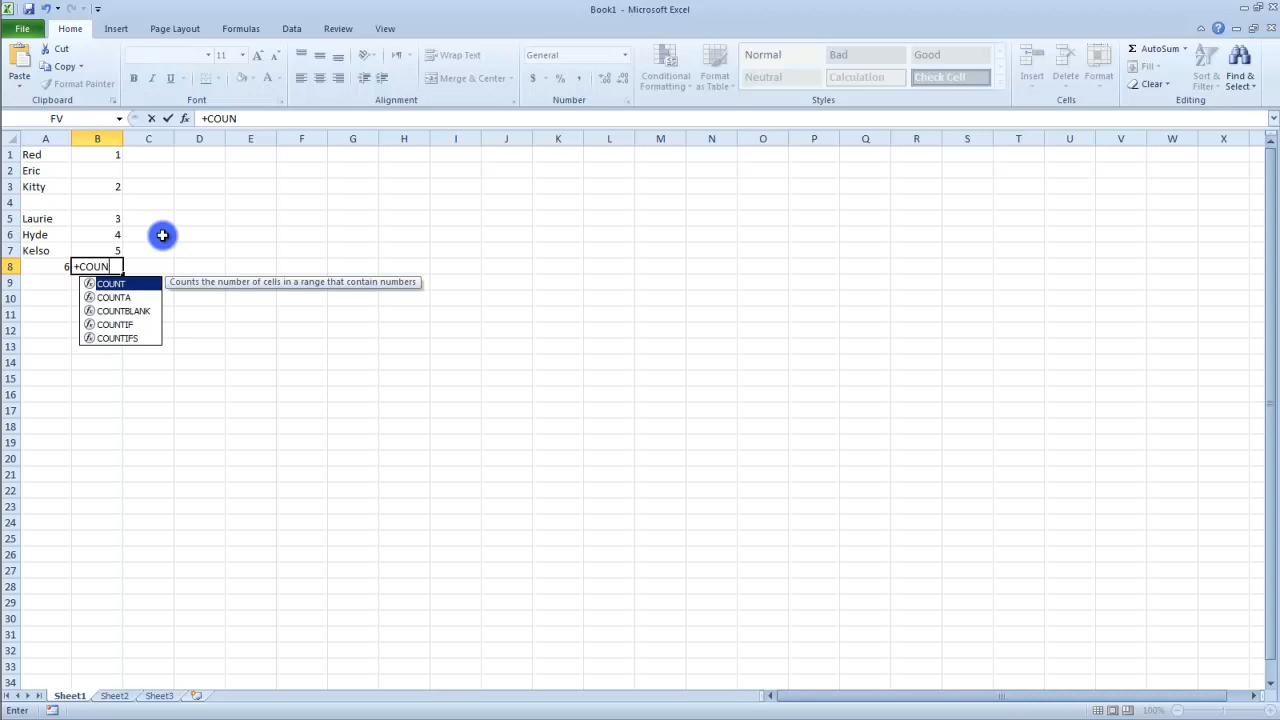 Book1 - Microsoft Excel
File Home Insert Page Layout Formulas Data Review View
Cut
Copy
Format Painter
Paste
Clipboard
11
Font
Wrap Text
Merge & Center
Alignment
General
$ % ,
Number
Conditional Formatting
Format as Table
Normal Bad Good
Neutral Calculation Check Cell
Styles
Insert Delete Format
Cells
AutoSum
Fill
Clear
Sort & Filter
Find & Select
Editing
FV fx +COUN
A B C D E F G H I J K L M N O P Q R S T U V W X
1 Red 1
2 Eric
3 Kitty 2
4
5 Laurie 3
6 Hyde 4
7 Kelso 5
8 6 +COUN
9 COUNT Counts the number of cells in a range that contain numbers
10 COUNTA
11 COUNTBLANK
12 COUNTIF
13 COUNTIFS
14
15
16
17
18
19
20
21
22
23
24
25
26
27
28
29
30
31
32
33
34
Sheet1 Sheet2 Sheet3
Enter 100%